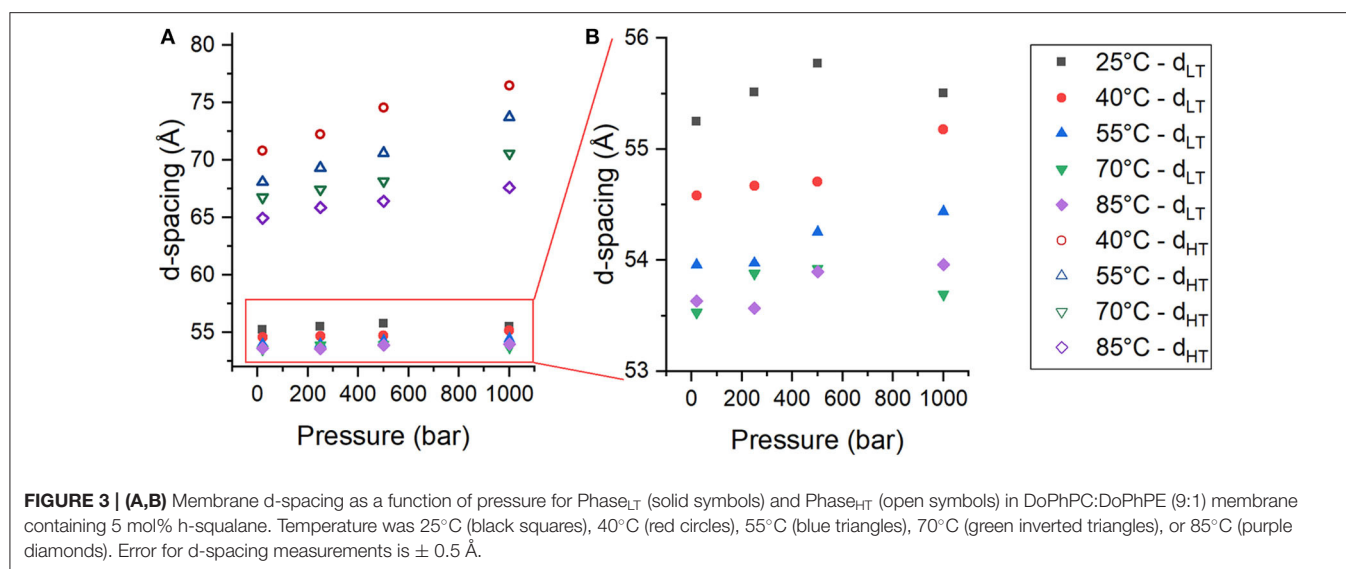 A
80
75
70
65
60
55
d-spacing (Å)
0 200 400 600 800 1000
Pressure (bar)
B
56
55
54
53
d-spacing (Å)
0 200 400 600 800 1000
Pressure (bar)
25°C - dLT
40°C - dLT
55°C - dLT
70°C - dLT
85°C - dLT
40°C - dHT
55°C - dHT
70°C - dHT
85°C - dHT
FIGURE 3 | (A,B) Membrane d-spacing as a function of pressure for PhaseLT (solid symbols) and PhaseHT (open symbols) in DoPhPC:DoPhPE (9:1) membrane
containing 5 mol% h-squalane. Temperature was 25°C (black squares), 40°C (red circles), 55°C (blue triangles), 70°C (green inverted triangles), or 85°C (purple
diamonds). Error for d-spacing measurements is ± 0.5 Å.